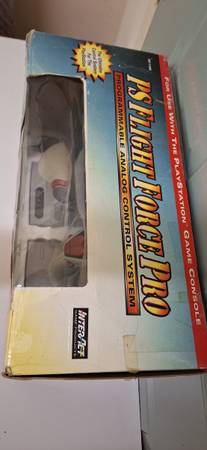 FOR USE WITH THE PLAYSTATION GAME CONSOLE
PS FLIGHT FORCE PRO
PROGRAMMABLE ANALOG CONTROL SYSTEM
INTERACT